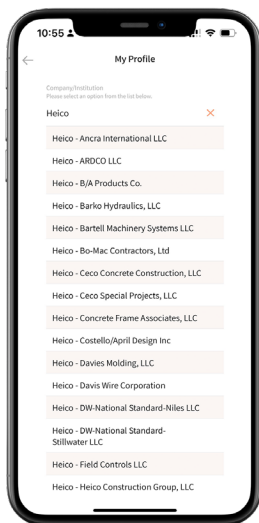 10:55
My Profile
Company/Institution
Please select an option from the list below.
Heico
Heico - Ancra International LLC
Heico - ARDCO LLC
Heico - B/A Products Co.
Heico - Barko Hydraulics, LLC
Heico - Bartell Machinery Systems LLC
Heico - Bo-Mac Contractors, Ltd
Heico - Ceco Concrete Construction, LLC
Heico - Ceco Special Projects, LLC
Heico - Concrete Frame Associates, LLC
Heico - Costello/April Design Inc
Heico - Davies Molding, LLC
Heico - Davis Wire Corporation
Heico - DW-National Standard-Niles LLC
Heico - DW-National Standard-
Stillwater LLC
Heico - Field Controls LLC
Heico - Heico Construction Group, LLC